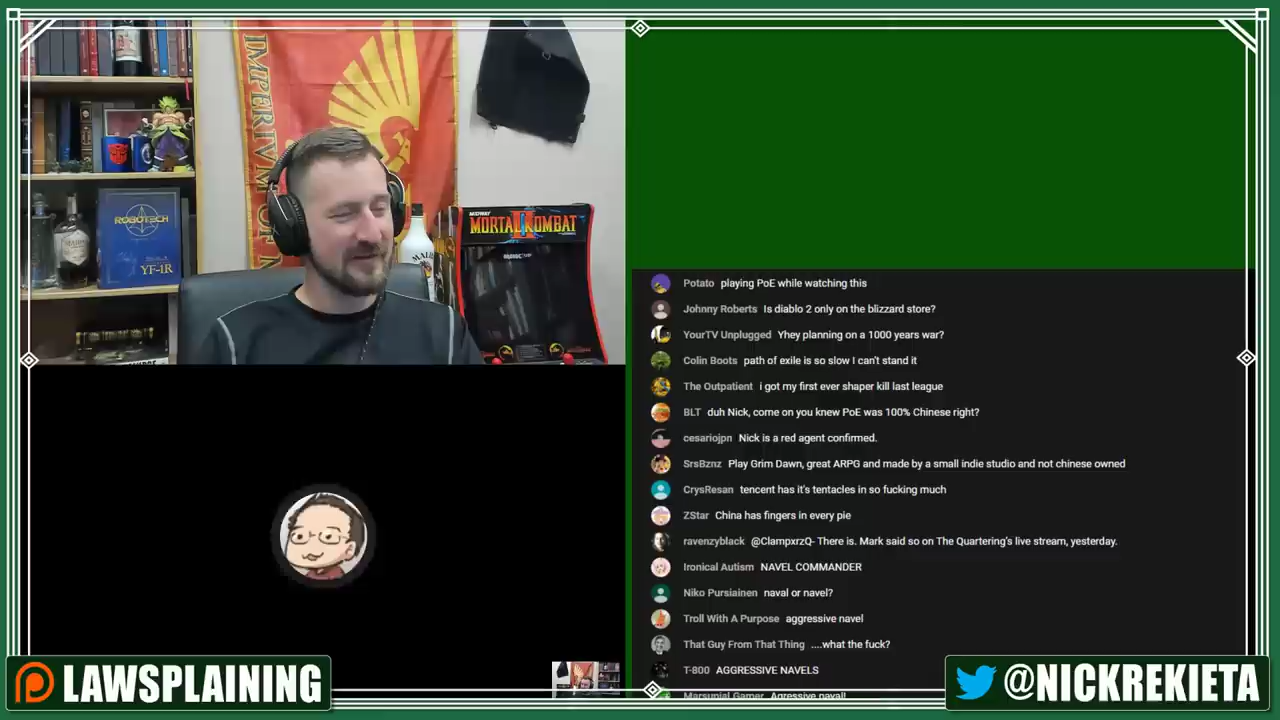 IMPERIVM OF M
ROBOTECH
YF-1R
MIDWAY
MORTAL KOMBAT II
MALIBU
Potato playing PoE while watching this
Johnny Roberts Is diablo 2 only on the blizzard store?
YourTV Unplugged Yhey planning on a 1000 years war?
Colin Boots path of exile is so slow I can't stand it
The Outpatient i got my first ever shaper kill last league
BLT duh Nick, come on you knew PoE was 100% Chinese right?
cesariojpn Nick is a red agent confirmed.
SrsBznz Play Grim Dawn, great ARPG and made by a small indie studio and not chinese owned
CrysResan tencent has it's tentacles in so fucking much
ZStar China has fingers in every pie
ravenzyblack @ClampxrzQ- There is. Mark said so on The Quartering's live stream, yesterday.
Ironical Autism NAVEL COMMANDER
Niko Pursiainen naval or navel?
Troll With A Purpose aggressive navel
That Guy From That Thing ....what the fuck?
T-800 AGGRESSIVE NAVELS
Marsupial Gamer Agressive naval!
LAWSPLAINING
@NICKREKIETA